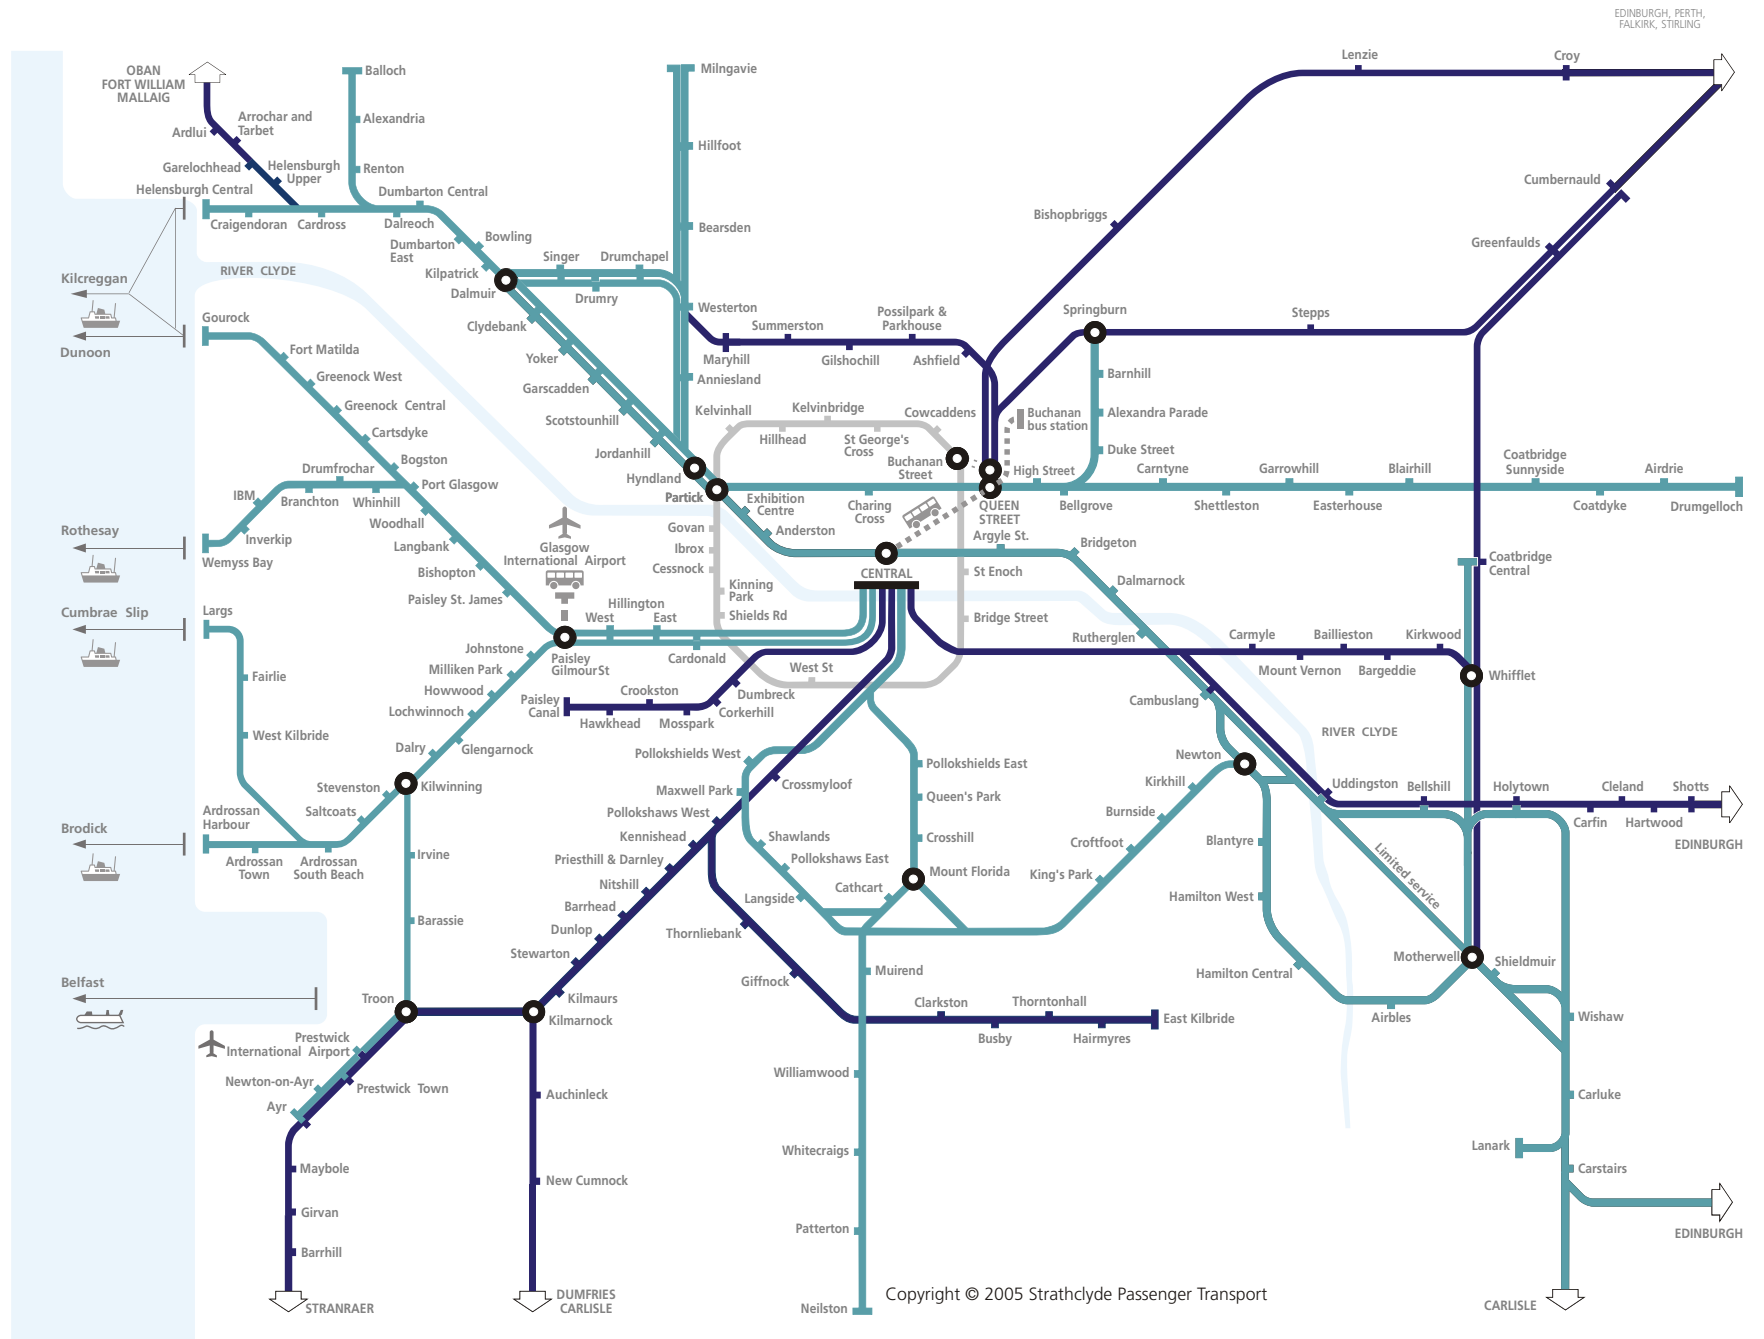 EDINBURGH, PERTH,
FALKIRK, STIRLING
OBAN
FORT WILLIAM
MALLAIG
Balloch
Milngavie
Lenzie
Croy
Ardlui
Arrochar and
Tarbet
Alexandria
Hillfoot
Garelochhead
Helensburgh
Upper
Renton
Helensburgh Central
Dumbarton Central
Cumbernauld
Craigendoran
Cardross
Dalreoch
Bishopbriggs
Bearsden
Dumbarton
East
Bowling
Greenfaulds
RIVER CLYDE
Kilpatrick
Singer
Drumchapel
Kilcreggan
Dalmuir
Drumry
Westerton
Gourock
Clydebank
Summerston
Possilpark &
Parkhouse
Springburn
Stepps
Dunoon
Fort Matilda
Yoker
Maryhill
Gilshochill
Ashfield
Greenock West
Garscadden
Anniesland
Barnhill
Greenock Central
Scotstounhill
Kelvinhall
Kelvinbridge
Cowcaddens
Buchanan
bus station
Alexandra Parade
Cartsdyke
Hillhead
St George's
Cross
Jordanhill
Duke Street
Bogston
Drumfrochar
Hyndland
Buchanan
Street
High Street
Carntyne
Garrowhill
Blairhill
Coatbridge
Sunnyside
Airdrie
IBM
Branchton
Whinhill
Port Glasgow
Partick
Exhibition
Centre
Charing
Cross
QUEEN
STREET
Bellgrove
Shettleston
Easterhouse
Coatdyke
Drumgelloch
Woodhall
Govan
Anderston
Argyle St.
Rothesay
Inverkip
Wemyss Bay
Langbank
Glasgow
International Airport
Ibrox
Bridgeton
Coatbridge
Central
Bishopton
Cessnock
CENTRAL
St Enoch
Dalmarnock
Cumbrae Slip
Largs
Paisley St. James
Hillington
West
East
Kinning
Park
Shields Rd
Bridge Street
Rutherglen
Carmyle
Baillieston
Kirkwood
Johnstone
Paisley
Gilmour St
Cardonald
Mount Vernon
Bargeddie
Whifflet
Fairlie
Milliken Park
Howwood
Paisley
Canal
Crookston
West St
Dumbreck
Cambuslang
Lochwinnoch
Hawkhead
Mosspark
Corkerhill
RIVER CLYDE
West Kilbride
Dalry
Glengarnock
Pollokshields West
Pollokshields East
Newton
Stevenston
Kilwinning
Maxwell Park
Crossmyloof
Kirkhill
Uddingston
Bellshill
Holytown
Cleland
Shotts
Ardrossan
Harbour
Saltcoats
Pollokshaws West
Queen's Park
Burnside
Carfin
Hartwood
Brodick
Kennishead
Shawlands
Crosshill
Croftfoot
Blantyre
EDINBURGH
Ardrossan
Town
Ardrossan
South Beach
Irvine
Priesthill & Darnley
Pollokshaws East
Mount Florida
King's Park
Limited service
Nitshill
Cathcart
Hamilton West
Barrhead
Langside
Barassie
Dunlop
Thornliebank
Stewarton
Motherwell
Shieldmuir
Belfast
Giffnock
Muirend
Hamilton Central
Troon
Kilmaurs
Clarkston
Thorntonhall
Kilmarnock
East Kilbride
Airbles
Wishaw
Prestwick
International Airport
Busby
Hairmyres
Newton-on-Ayr
Prestwick Town
Williamwood
Ayr
Auchinleck
Carluke
Lanark
Maybole
New Cumnock
Whitecraigs
Carstairs
Girvan
Patterton
EDINBURGH
Barrhill
STRANRAER
DUMFRIES
CARLISLE
Neilston
Copyright © 2005 Strathclyde Passenger Transport
CARLISLE